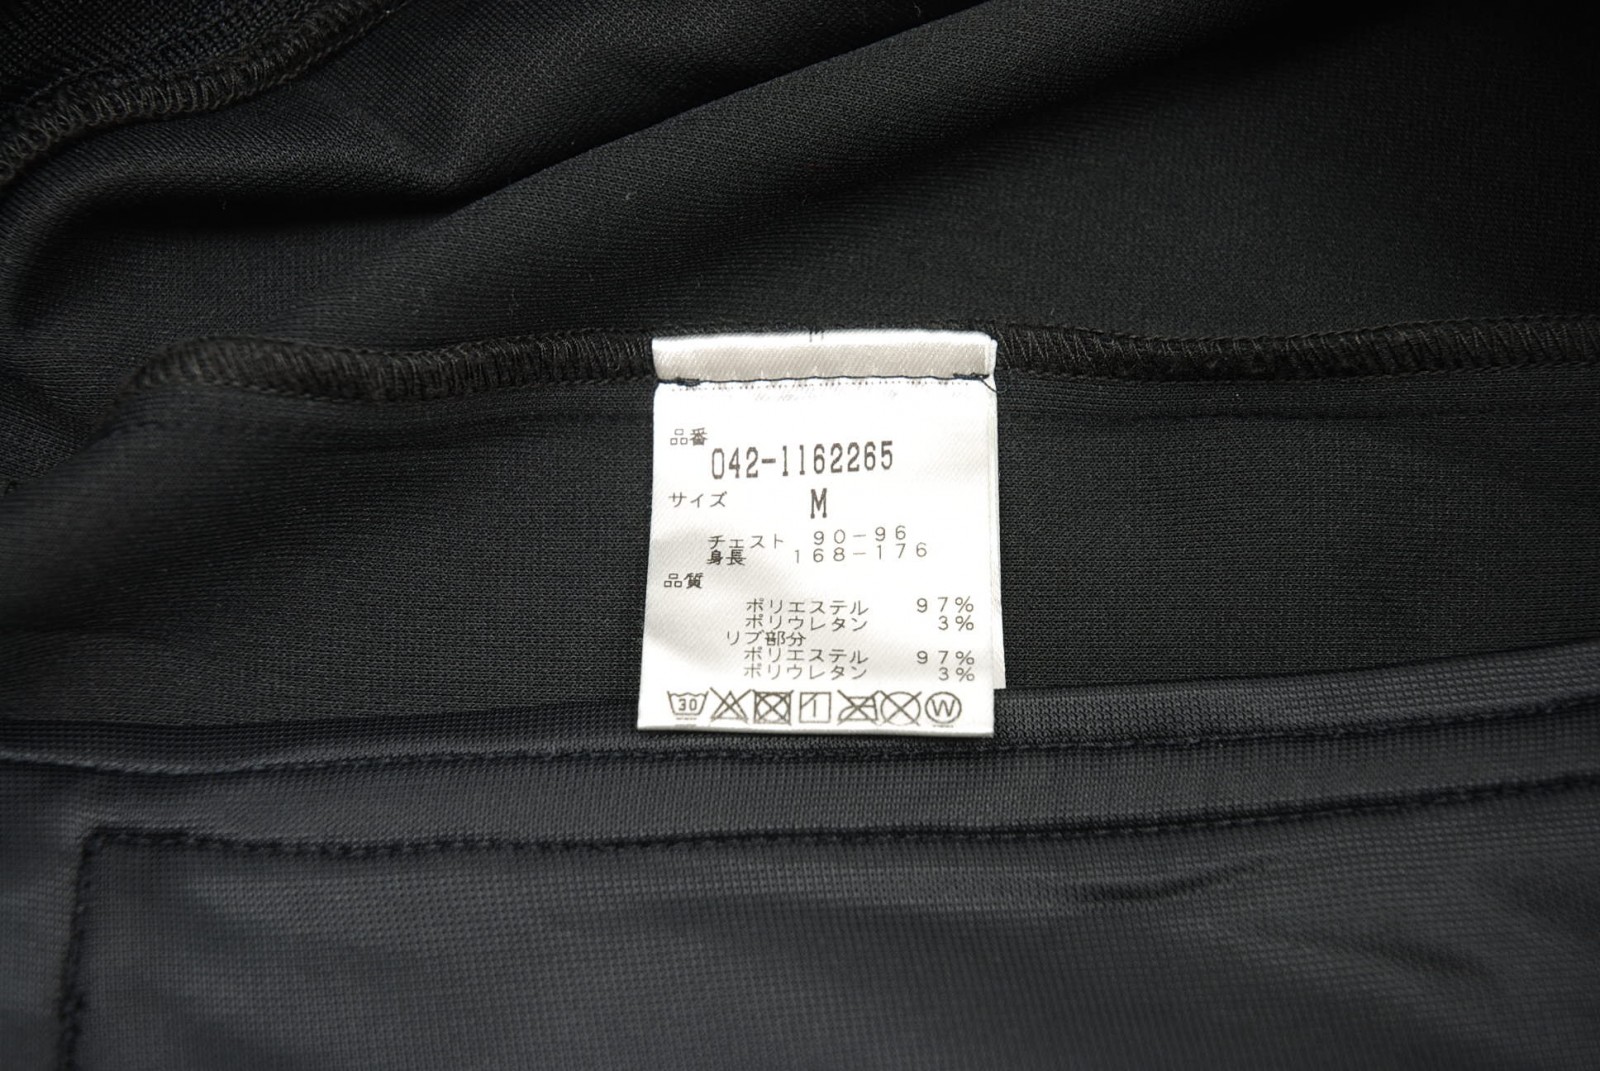 品番
042-1162265
サイズ M
チェスト 90-96
身長 168-176
品質
ポリエステル 97%
ポリウレタン 3%
リブ部分
ポリエステル 97%
ポリウレタン 3%
30 W